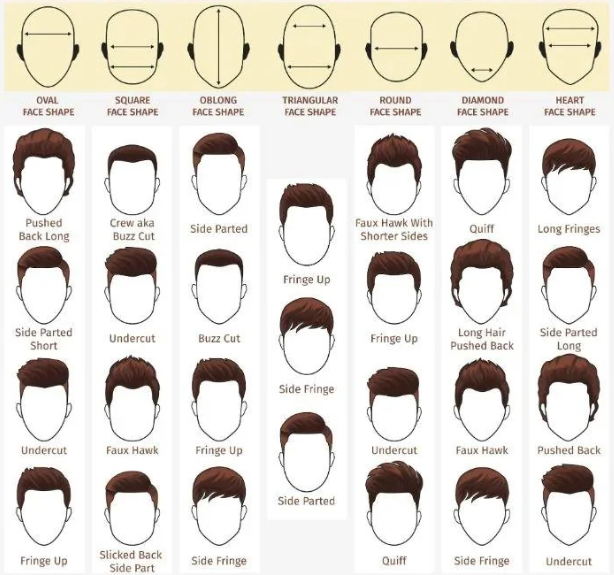 OVAL
FACE SHAPE
SQUARE
FACE SHAPE
OBLONG
FACE SHAPE
TRIANGULAR
FACE SHAPE
ROUND
FACE SHAPE
DIAMOND
FACE SHAPE
HEART
FACE SHAPE
Pushed
Back Long
Side Parted
Short
Undercut
Fringe Up
Crew aka
Buzz Cut
Undercut
Faux Hawk
Slicked Back
Side Part
Side Parted
Buzz Cut
Fringe Up
Side Fringe
Fringe Up
Side Fringe
Side Parted
Faux Hawk With
Shorter Sides
Fringe Up
Undercut
Quiff
Quiff
Long Hair
Pushed Back
Faux Hawk
Side Fringe
Long Fringes
Side Parted
Long
Pushed Back
Undercut